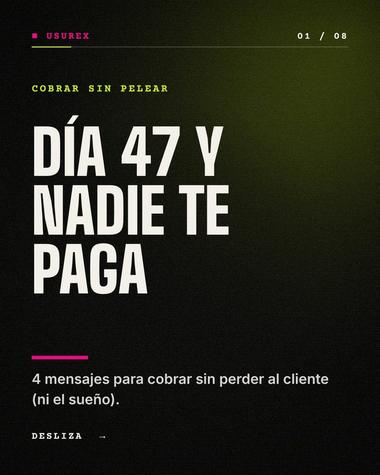 USUREX
01 / 08
COBRAR SIN PELEAR
DÍA 47 Y
NADIE TE
PAGA
4 mensajes para cobrar sin perder al cliente
(ni el sueño).
DESLIZA →